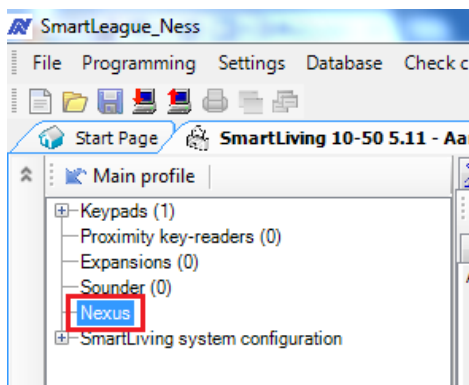 SmartLeague_Ness
File Programming Settings Database Check c
Start Page SmartLiving 10-50 5.11 - Aa
Main profile
Keypads (1)
Proximity key-readers (0)
Expansions (0)
Sounder (0)
Nexus
SmartLiving system configuration